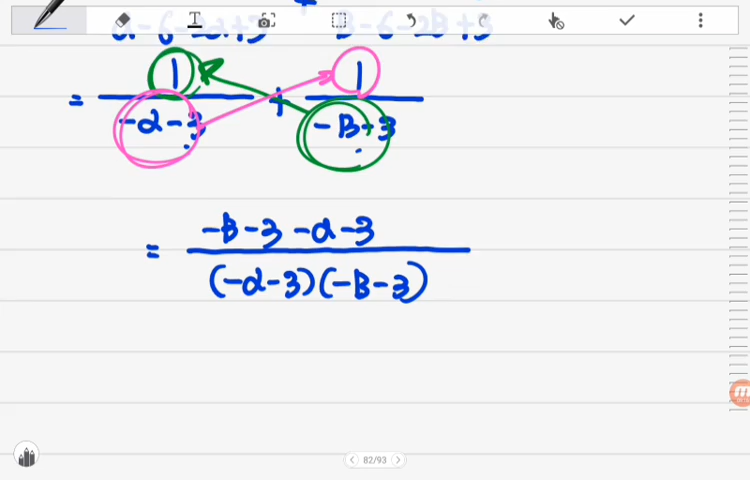 1 1
= +
-α-3 -B-3
-B-3-α-3
=
(-α-3)(-B-3)
82/93